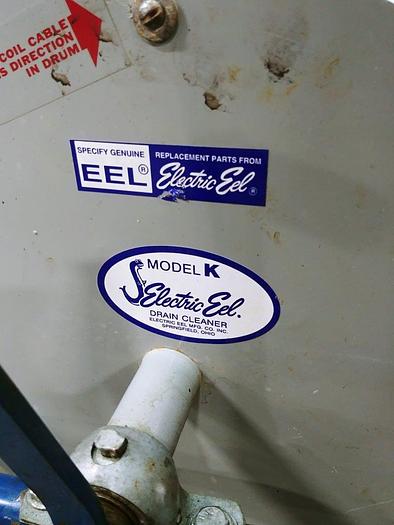 COIL CABLE
S DIRECTION
IN DRUM
SPECIFY GENUINE
EEL®
REPLACEMENT PARTS FROM
Electric Eel®
MODEL K
Electric Eel.
DRAIN CLEANER
ELECTRIC EEL MFG. CO. INC.
SPRINGFIELD, OHIO